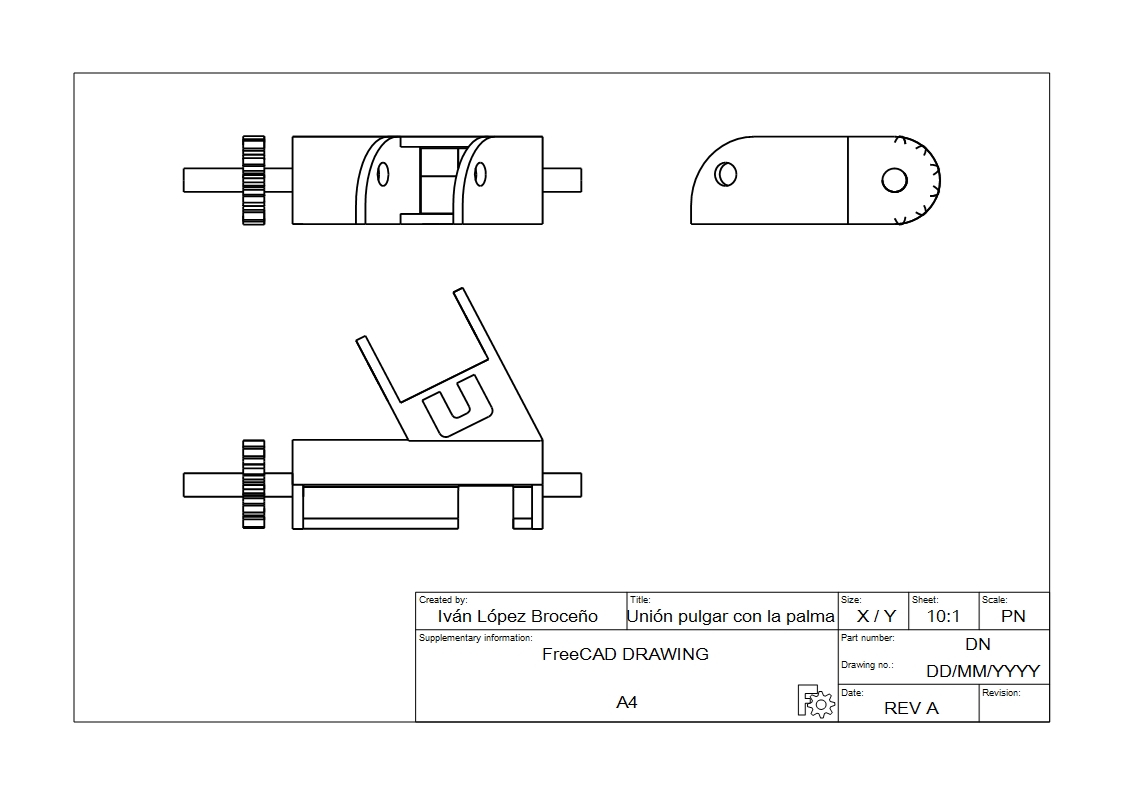 Created by:
Iván López Broceño
Title:
Unión pulgar con la palma
Size:
X / Y
Sheet:
10:1
Scale:
PN
Supplementary information:
FreeCAD DRAWING
A4
Part number:
DN
Drawing no.:
DD/MM/YYYY
Date:
REV A
Revision: